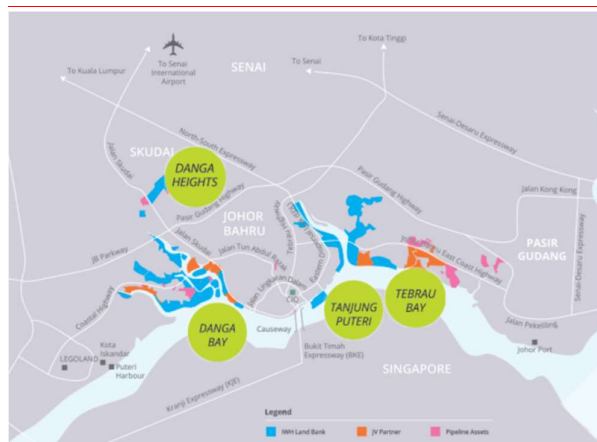 To Kota Tinggi
To Kuala Lumpur
To Senai
International
Airport
SENAI
To Senai
Senai-Desaru Expressway
SKUDAI
North-South Expressway
Jalan Skudai
DANGA
HEIGHTS
Pasir Gudang Highway
Pasir Gudang Highway
Jalan Kong Kong
JOHOR
BAHRU
Tebrau Highway
Eastern
PASIR
GUDANG
Senai-Desaru Expressway
East Coast Highway
JB Parkway
Jalan Skudai
Jalan Tun Abdul Razak
Jalan Lingkaran Dalam
CIQ
Coastal Highway
DANGA
BAY
TANJUNG
PUTERI
TEBRAU
BAY
Jalan Pekeliling
Johor Port
Causeway
Kota
Iskandar
LEGOLAND
Puteri
Harbour
Bukit Timah
Expressway (BKE)
SINGAPORE
Kranji Expressway (KJE)
Legend
IWH Land Bank
JV Partner
Pipeline Assets